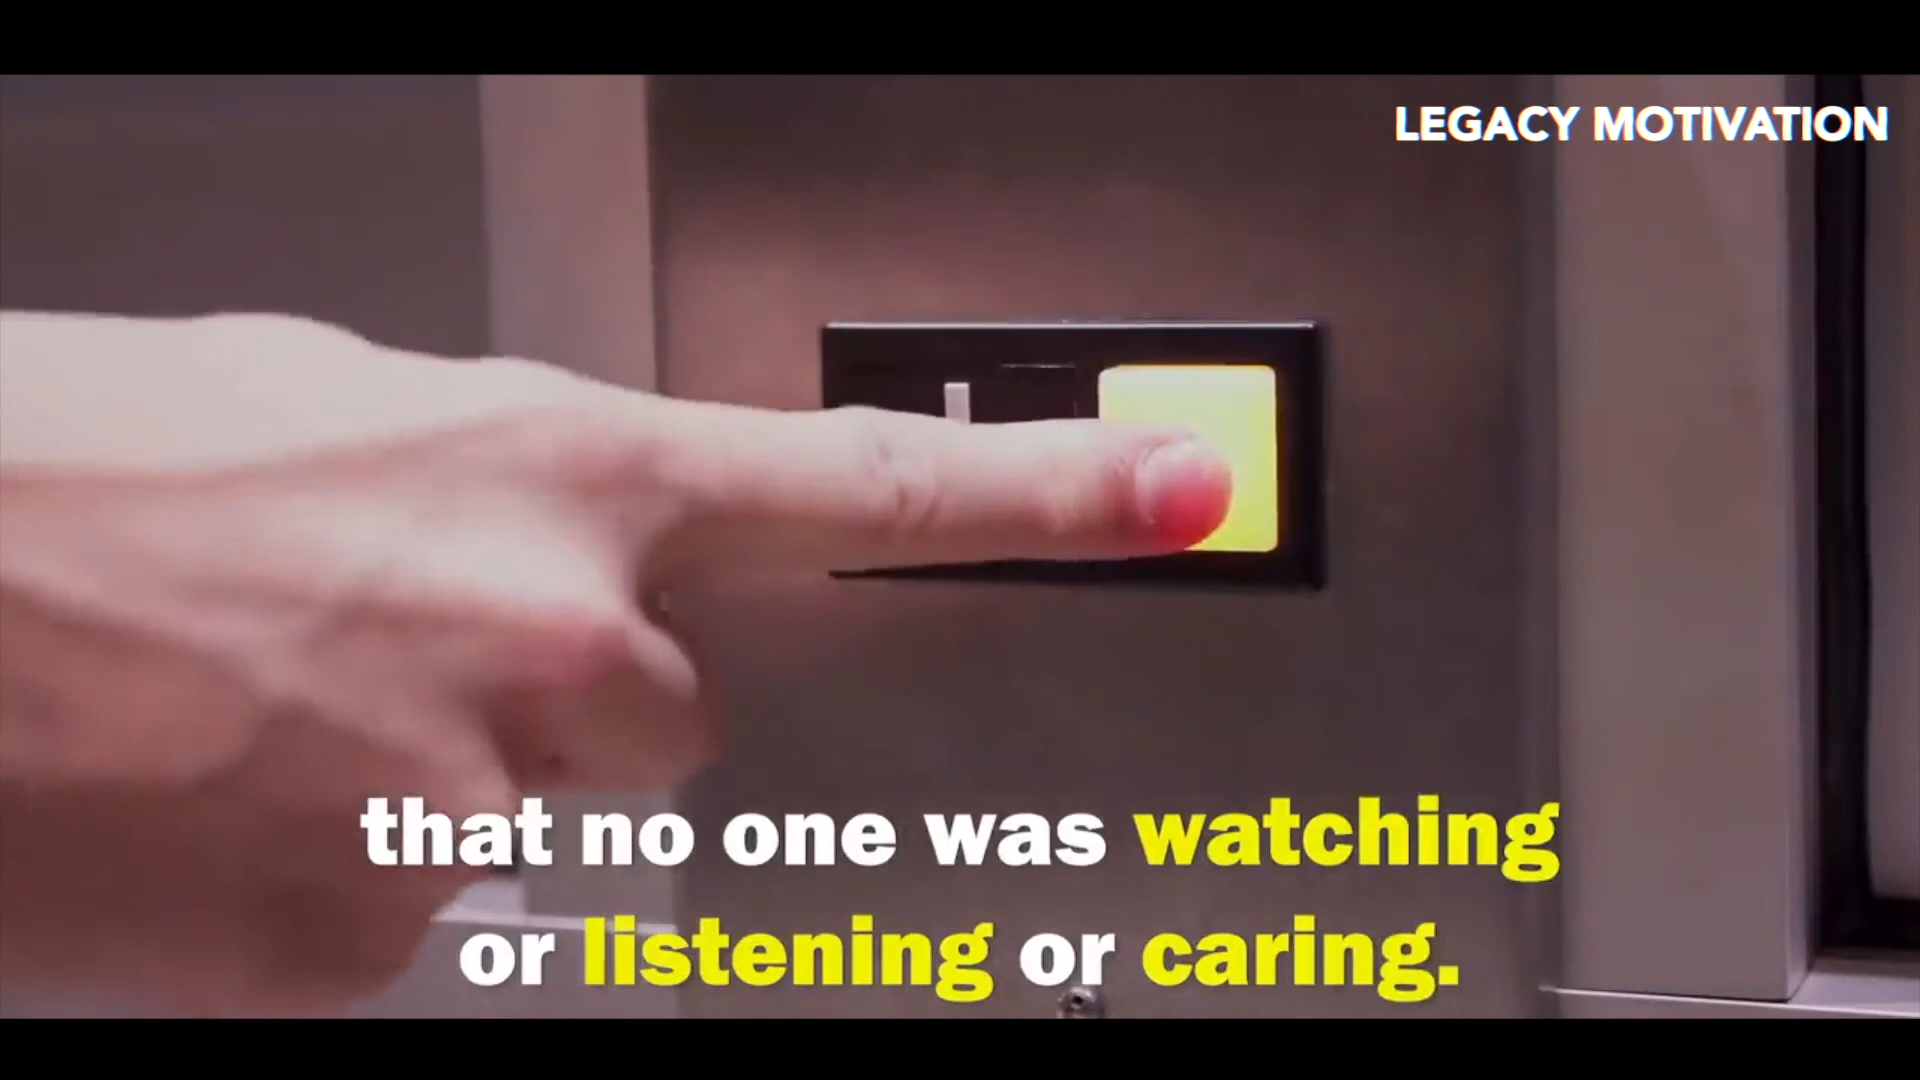 LEGACY MOTIVATION
that no one was watching
or listening or caring.